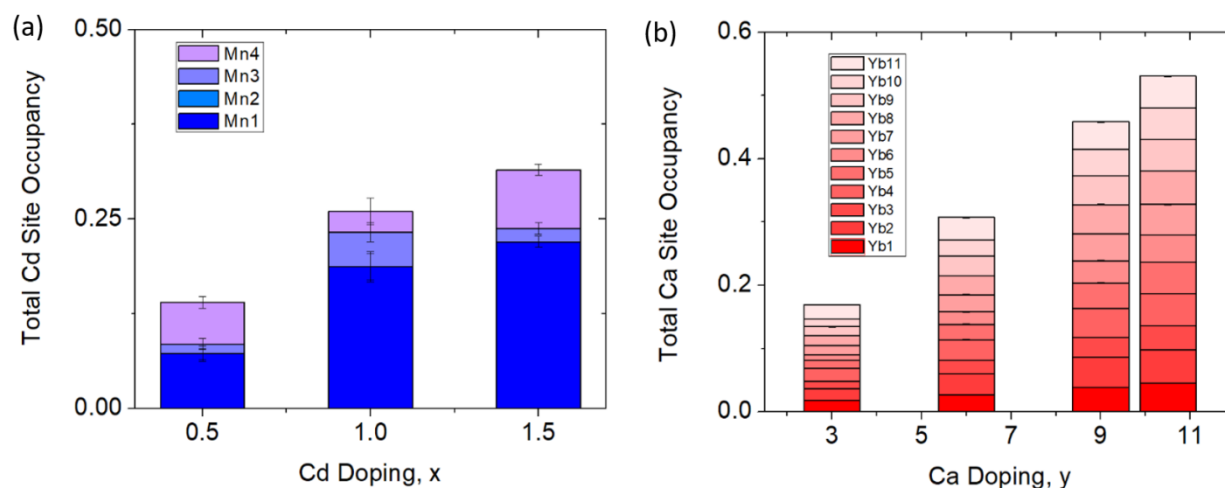 (a)
0.50
0.25
0.00
Total Cd Site Occupancy
Mn4
Mn3
Mn2
Mn1
0.5
1.0
1.5
Cd Doping, x
(b)
0.6
0.4
0.2
0.0
Total Ca Site Occupancy
Yb11
Yb10
Yb9
Yb8
Yb7
Yb6
Yb5
Yb4
Yb3
Yb2
Yb1
3
5
7
9
11
Ca Doping, y